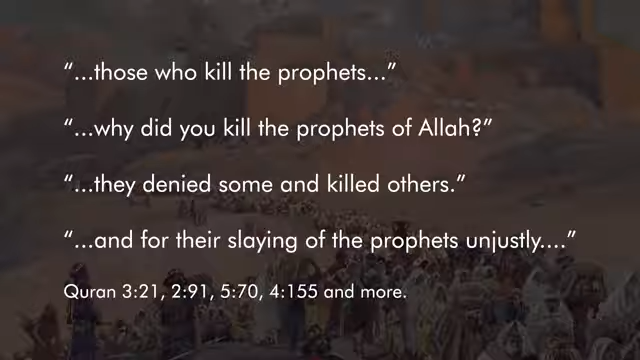 “...those who kill the prophets...”
“...why did you kill the prophets of Allah?”
“...they denied some and killed others.”
“...and for their slaying of the prophets unjustly....”
Quran 3:21, 2:91, 5:70, 4:155 and more.